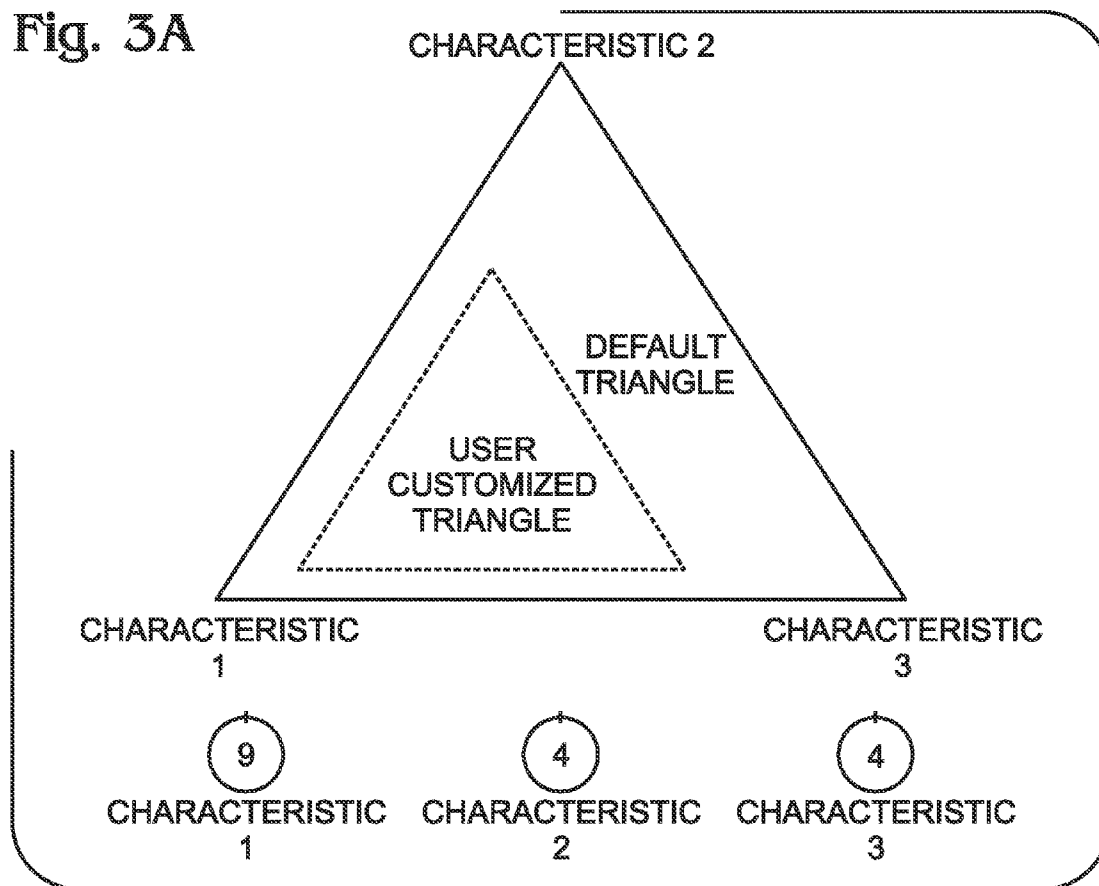 Fig. 3A
CHARACTERISTIC 2
DEFAULT
TRIANGLE
USER
CUSTOMIZED
TRIANGLE
CHARACTERISTIC
1
CHARACTERISTIC
3
9
CHARACTERISTIC
1
4
CHARACTERISTIC
2
4
CHARACTERISTIC
3